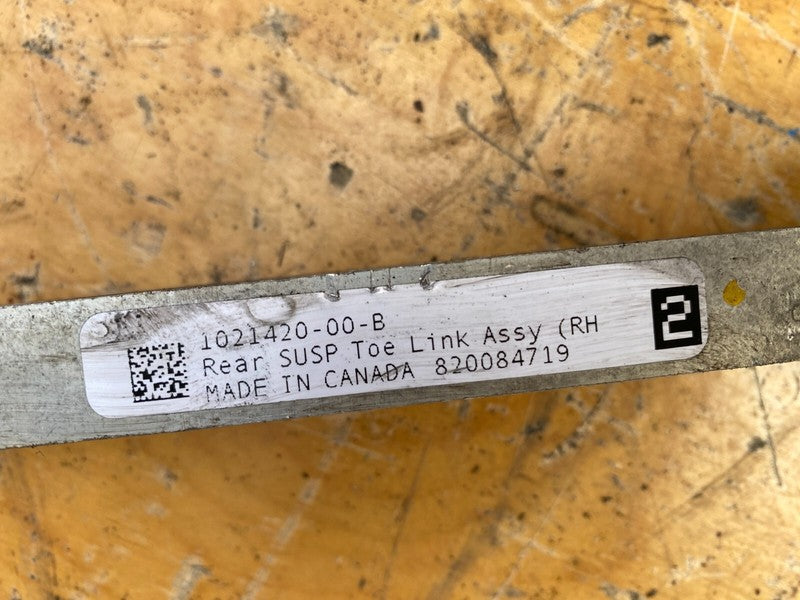 1021420-00-B
Rear SUSP Toe Link Assy (RH
MADE IN CANADA 820084719
2